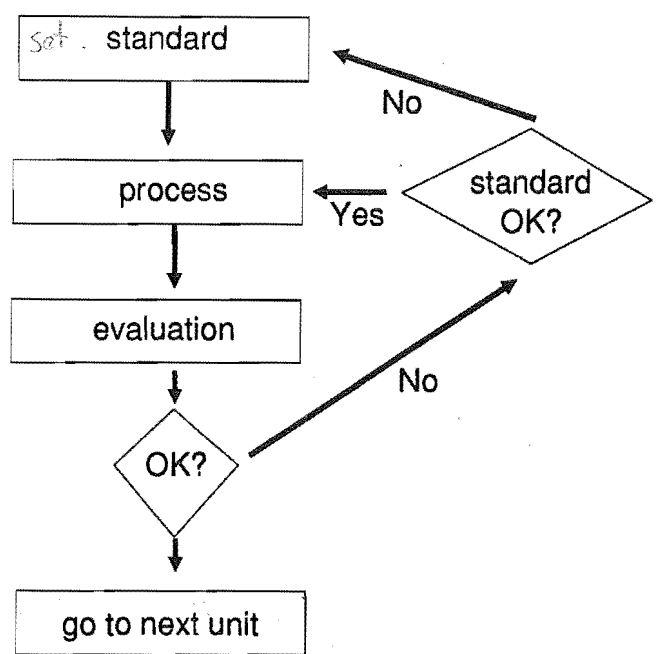 set. standard
No
process
Yes
standard
OK?
evaluation
No
OK?
go to next unit